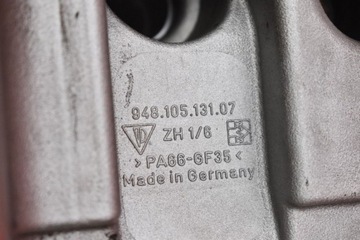 948.105.131.07
ZH 1/6
>PA66-GF35<
Made in Germany